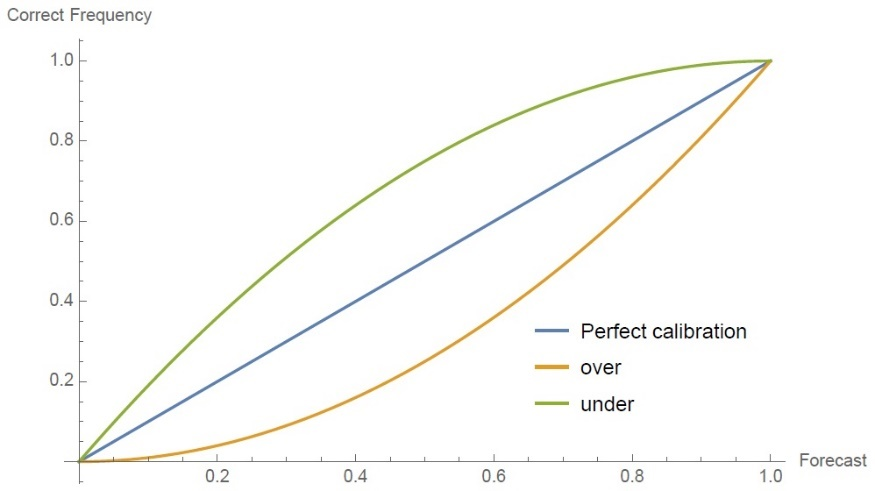 Correct Frequency
1.0
0.8
0.6
0.4
0.2
Perfect calibration
over
under
0.2 0.4 0.6 0.8 1.0 Forecast